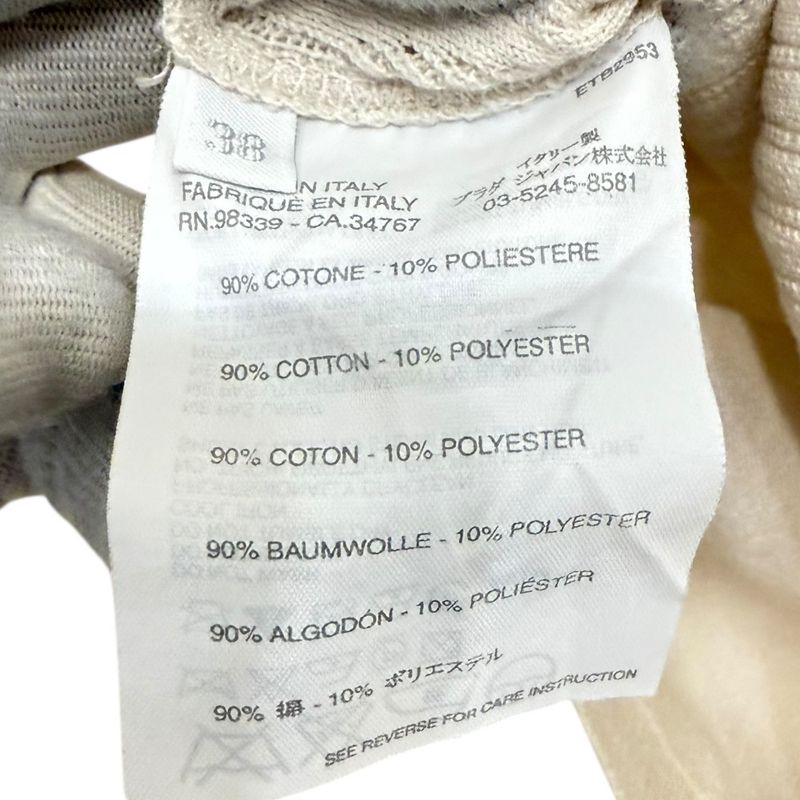 ETB2953
38
N ITALY
FABRIQUÉ EN ITALY
RN.98339 - CA.34767
イタリー製
プラダ ジャパン株式会社
03-5245-8581
90% COTONE - 10% POLIESTERE
90% COTTON - 10% POLYESTER
90% COTON - 10% POLYESTER
90% BAUMWOLLE - 10% POLYESTER
90% ALGODÓN - 10% POLIÉSTER
90% 綿 - 10% ポリエステル
SEE REVERSE FOR CARE INSTRUCTION